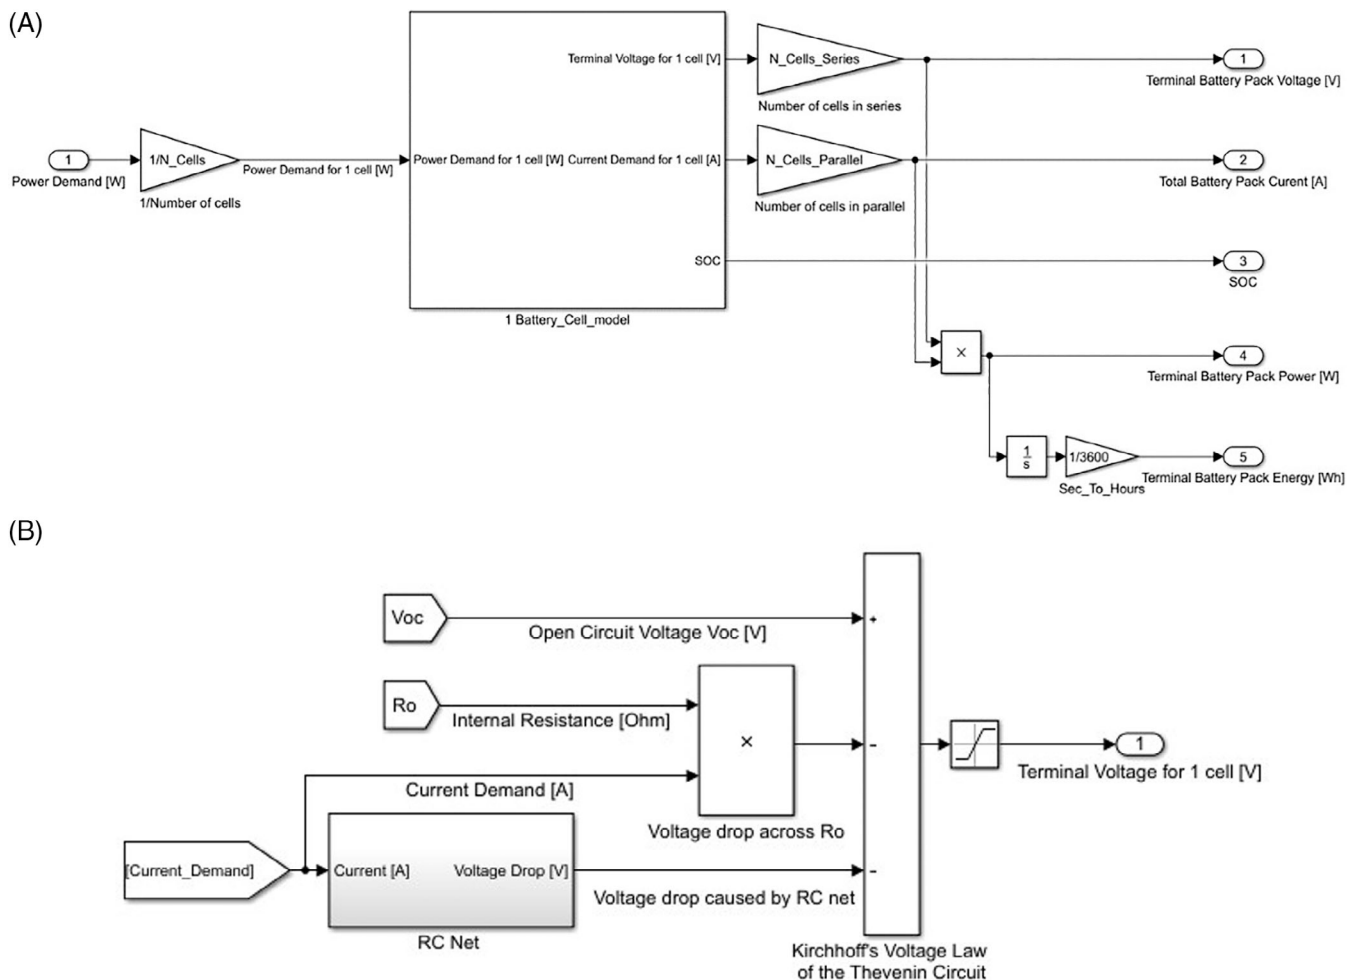 (A)
Terminal Voltage for 1 cell [V]
N_Cells_Series
1
Terminal Battery Pack Voltage [V]
Number of cells in series
1
Power Demand [W]
1/N_Cells
1/Number of cells
Power Demand for 1 cell [W]
Power Demand for 1 cell [W]
Current Demand for 1 cell [A]
N_Cells_Parallel
Number of cells in parallel
2
Total Battery Pack Curent [A]
SOC
3
SOC
1 Battery_Cell_model
×
4
Terminal Battery Pack Power [W]
1
s
1/3600
Sec_To_Hours
5
Terminal Battery Pack Energy [Wh]
(B)
Voc
Open Circuit Voltage Voc [V]
+
Ro
Internal Resistance [Ohm]
×
-
Current Demand [A]
Voltage drop across Ro
1
Terminal Voltage for 1 cell [V]
[Current_Demand]
Current [A]
Voltage Drop [V]
RC Net
Voltage drop caused by RC net
-
Kirchhoff's Voltage Law
of the Thevenin Circuit